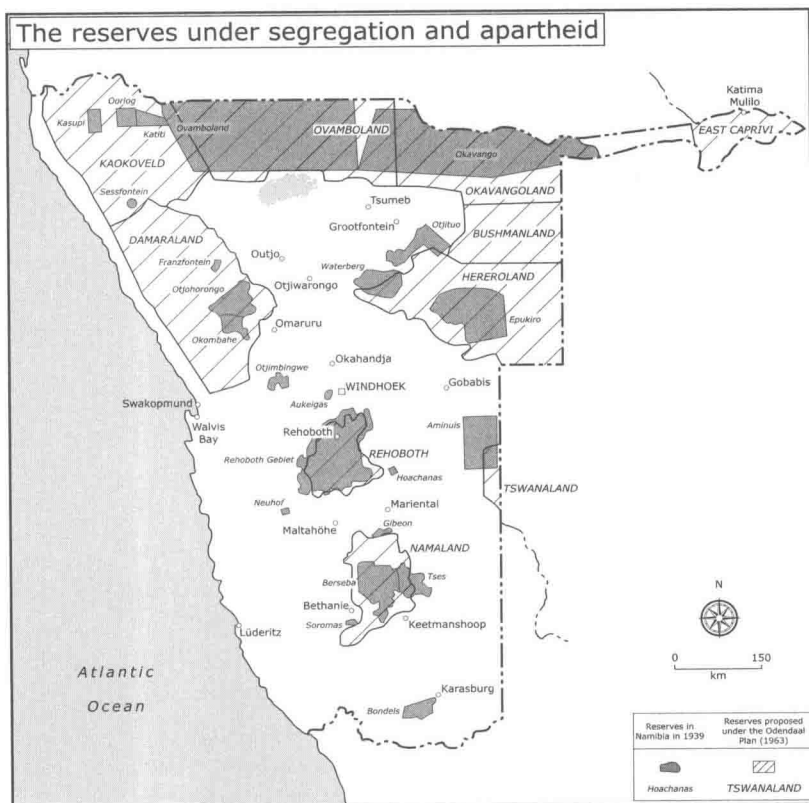 The reserves under segregation and apartheid
Katima
Mulilo
EAST CAPRIVI
Oorlog
Kasupi
Katiti
Ovamboland
OVAMBOLAND
Okavango
KAOKOVELD
Sessfontein
OKAVANGOLAND
Tsumeb
Grootfontein
Otjituo
BUSHMANLAND
DAMARALAND
Outjo
Franzfontein
Waterberg
HEREROLAND
Otjiwarongo
Otjohorongo
Epukiro
Omaruru
Okombahe
Okahandja
Otjimbingwe
WINDHOEK
Gobabis
Aukeigas
Swakopmund
Walvis
Bay
Aminuis
Rehoboth
REHOBOTH
Rehoboth Gebiet
Hoachanas
TSWANALAND
Neuhof
Mariental
Maltahöhe
Gibeon
NAMALAND
Berseba
Tses
Bethanie
Soromas
Keetmanshoop
Lüderitz
N
0 150
km
Atlantic
Ocean
Karasburg
Bondels
Reserves in
Namibia in 1939
Reserves proposed
under the Odendaal
Plan (1963)
Hoachanas
TSWANALAND